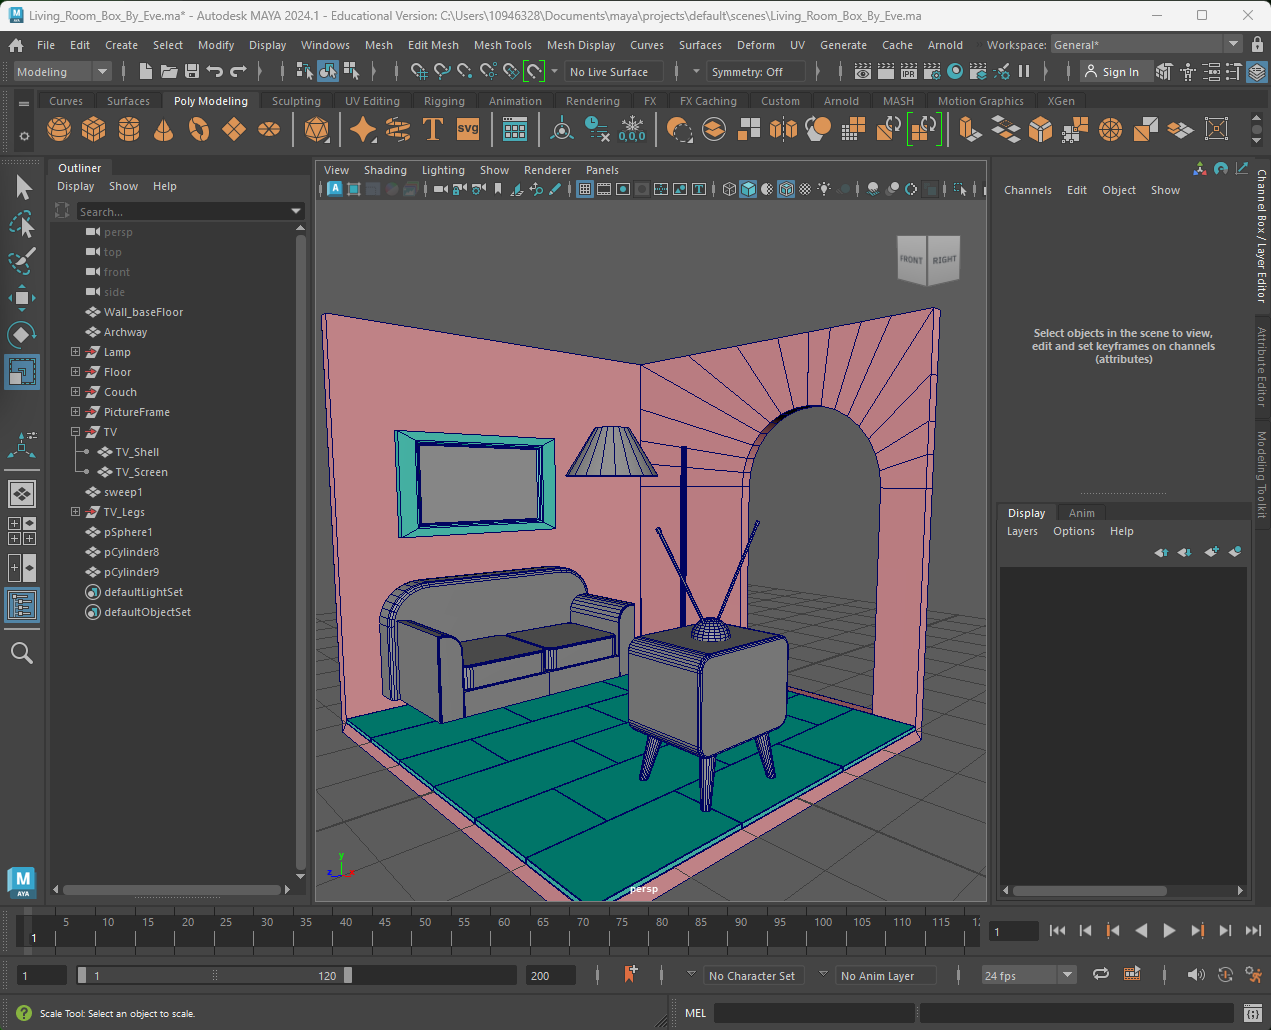 Living_Room_Box_By_Eve.ma* - Autodesk MAYA 2024.1 - Educational Version: C:\Users\10946328\Documents\maya\projects\default\scenes\Living_Room_Box_By_Eve.ma
File Edit Create Select Modify Display Windows Mesh Edit Mesh Mesh Tools Mesh Display Curves Surfaces Deform UV Generate Cache Arnold Workspace: General*
Modeling No Live Surface Symmetry: Off IPR Sign In
Curves Surfaces Poly Modeling Sculpting UV Editing Rigging Animation Rendering FX FX Caching Custom Arnold MASH Motion Graphics XGen
T SVG 0,0,0
Outliner
Display Show Help
Search...
persp
top
front
side
Wall_baseFloor
Archway
Lamp
Floor
Couch
PictureFrame
TV
TV_Shell
TV_Screen
sweep1
TV_Legs
pSphere1
pCylinder8
pCylinder9
defaultLightSet
defaultObjectSet
M
AYA
View Shading Lighting Show Renderer Panels
A
FRONT RIGHT
y
z
persp
Channels Edit Object Show
Select objects in the scene to view,
edit and set keyframes on channels
(attributes)
Display Anim
Layers Options Help
Channel Box / Layer Editor
Attribute Editor
Modeling Toolkit
5 10 15 20 25 30 35 40 45 50 55 60 65 70 75 80 85 90 95 100 105 110 115
1
1
1 1 120 200 No Character Set No Anim Layer 24 fps
Scale Tool: Select an object to scale. MEL